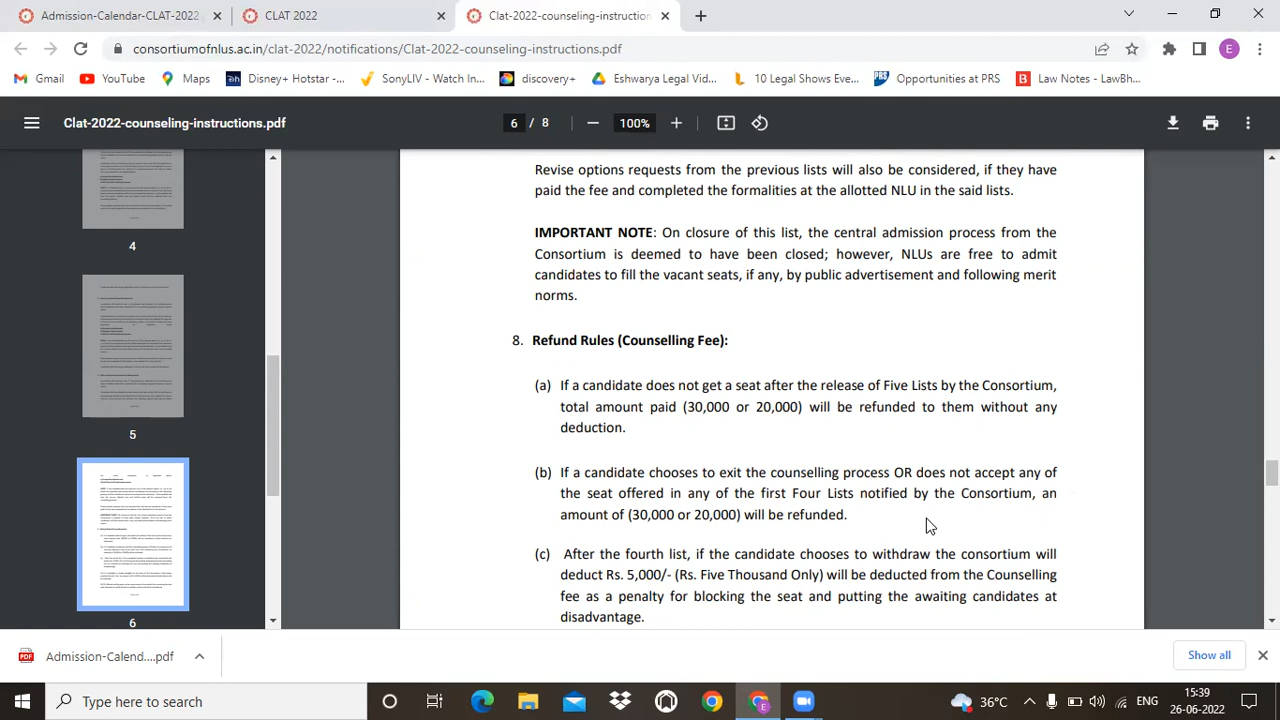 Admission-Calendar-CLAT-2022
CLAT 2022
Clat-2022-counseling-instruction
consortiumofnlus.ac.in/clat-2022/notifications/Clat-2022-counseling-instructions.pdf
E
Gmail
YouTube
Maps
Disney+ Hotstar -...
SonyLIV - Watch In...
discovery+
Eshwarya Legal Vid...
10 Legal Shows Eve...
PRS
Opportunities at PRS
B
Law Notes - LawBh...
Clat-2022-counseling-instructions.pdf
6 / 8
100%
4
5
6
Revise options requests from the previous lists will also be considered, if they have
paid the fee and completed the formalities at the allotted NLU in the said lists.
IMPORTANT NOTE: On closure of this list, the central admission process from the
Consortium is deemed to have been closed; however, NLUs are free to admit
candidates to fill the vacant seats, if any, by public advertisement and following merit
norms.
8. Refund Rules (Counselling Fee):
(a) If a candidate does not get a seat after the release of Five Lists by the Consortium,
total amount paid (30,000 or 20,000) will be refunded to them without any
deduction.
(b) If a candidate chooses to exit the counselling process OR does not accept any of
the seat offered in any of the first Four Lists notified by the Consortium, an
amount of (30,000 or 20,000) will be refunded.
(c) After the fourth list, if the candidate chooses to withdraw the consortium will
deduct Rs. 5,000/- (Rs. Five Thousand Only) will be deducted from the Counselling
fee as a penalty for blocking the seat and putting the awaiting candidates at
disadvantage.
Admission-Calend....pdf
Show all
Type here to search
36°C
ENG
15:39
26-06-2022